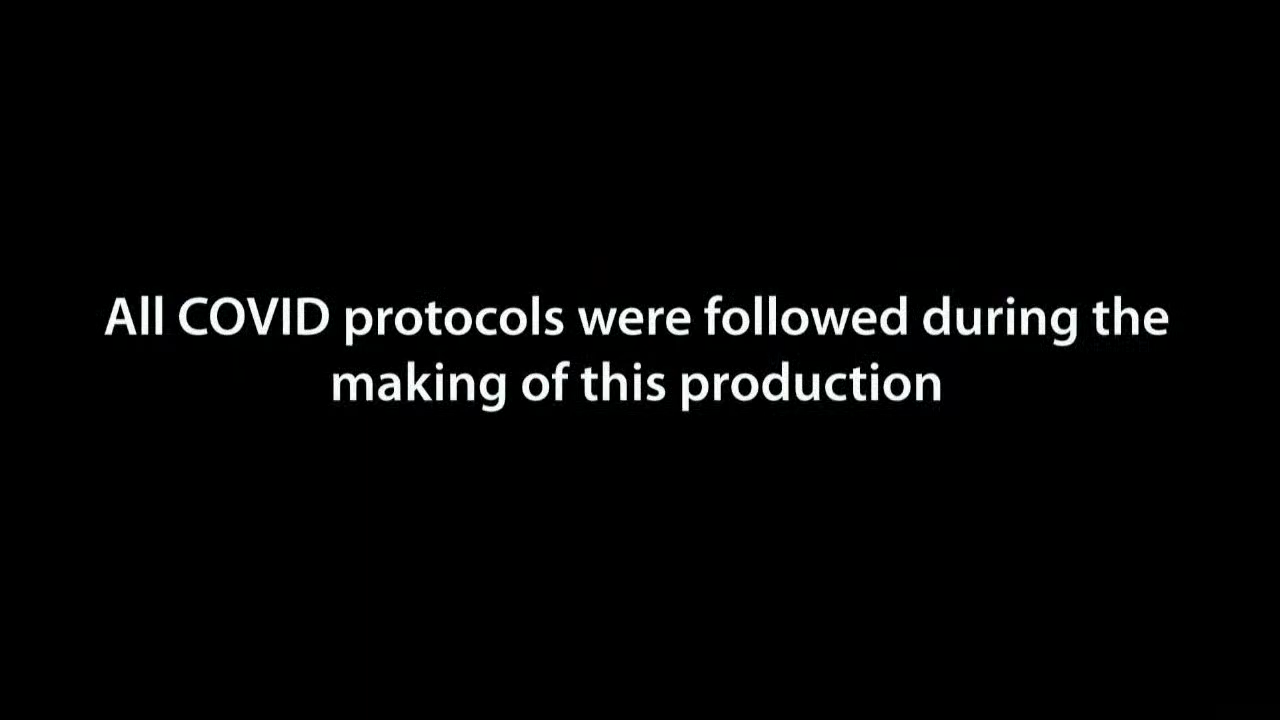 All COVID protocols were followed during the
making of this production